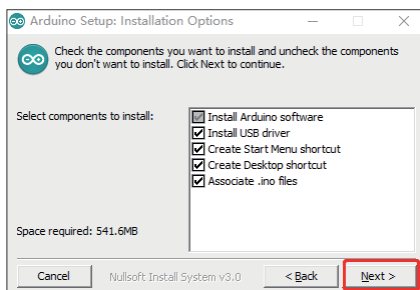 Arduino Setup: Installation Options
Check the components you want to install and uncheck the components
you don't want to install. Click Next to continue.
Select components to install:
Install Arduino software
Install USB driver
Create Start Menu shortcut
Create Desktop shortcut
Associate .ino files
Space required: 541.6MB
Cancel
Nullsoft Install System v3.0
< Back
Next >